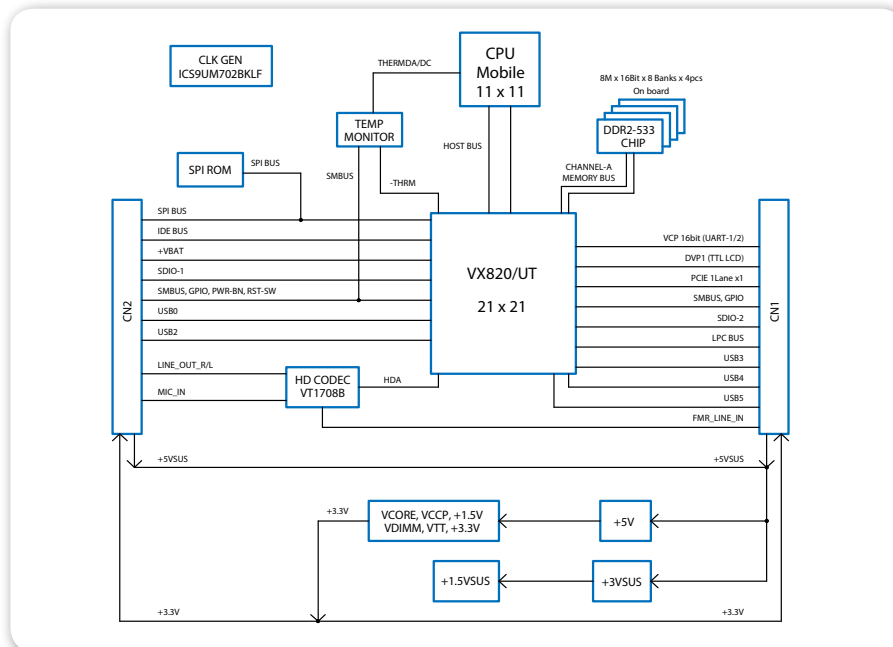 CLK GEN
ICS9UM702BKLF
CPU
Mobile
11 x 11
THERMDA/DC
8M x 16Bit x 8 Banks x 4pcs
On board
TEMP
MONITOR
DDR2-533
CHIP
HOST BUS
SPI ROM
SPI BUS
SMBUS
-THRM
CHANNEL-A
MEMORY BUS
CN2
SPI BUS
IDE BUS
+VBAT
SDIO-1
SMBUS, GPIO, PWR-BN, RST-SW
USB0
USB2
LINE_OUT_R/L
MIC_IN
HD CODEC
VT1708B
HDA
VX820/UT
21 x 21
VCP 16bit (UART-1/2)
DVP1 (TTL LCD)
PCIE 1Lane x1
SMBUS, GPIO
SDIO-2
LPC BUS
USB3
USB4
USB5
FMR_LINE_IN
CN1
+5VSUS
+5VSUS
+3.3V
VCORE, VCCP, +1.5V
VDIMM, VTT, +3.3V
+5V
+1.5VSUS
+3VSUS
+3.3V
+3.3V